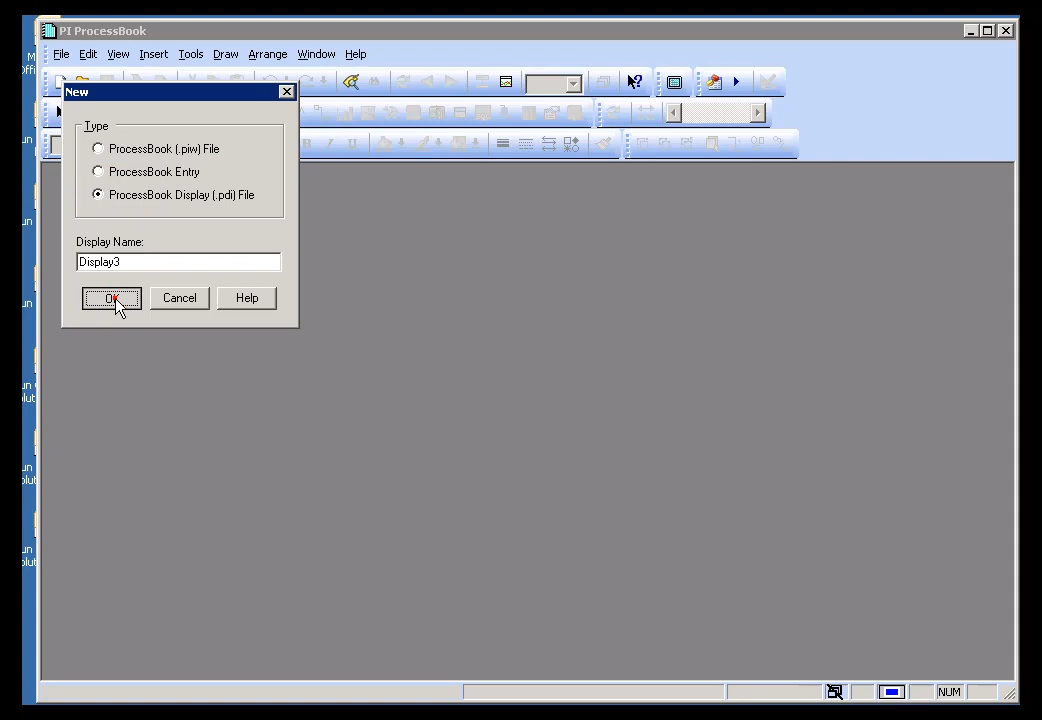 PI ProcessBook
File Edit View Insert Tools Draw Arrange Window Help
New
Type
ProcessBook (.piw) File
ProcessBook Entry
ProcessBook Display (.pdi) File
Display Name:
Display3
OK Cancel Help
B I U
NUM